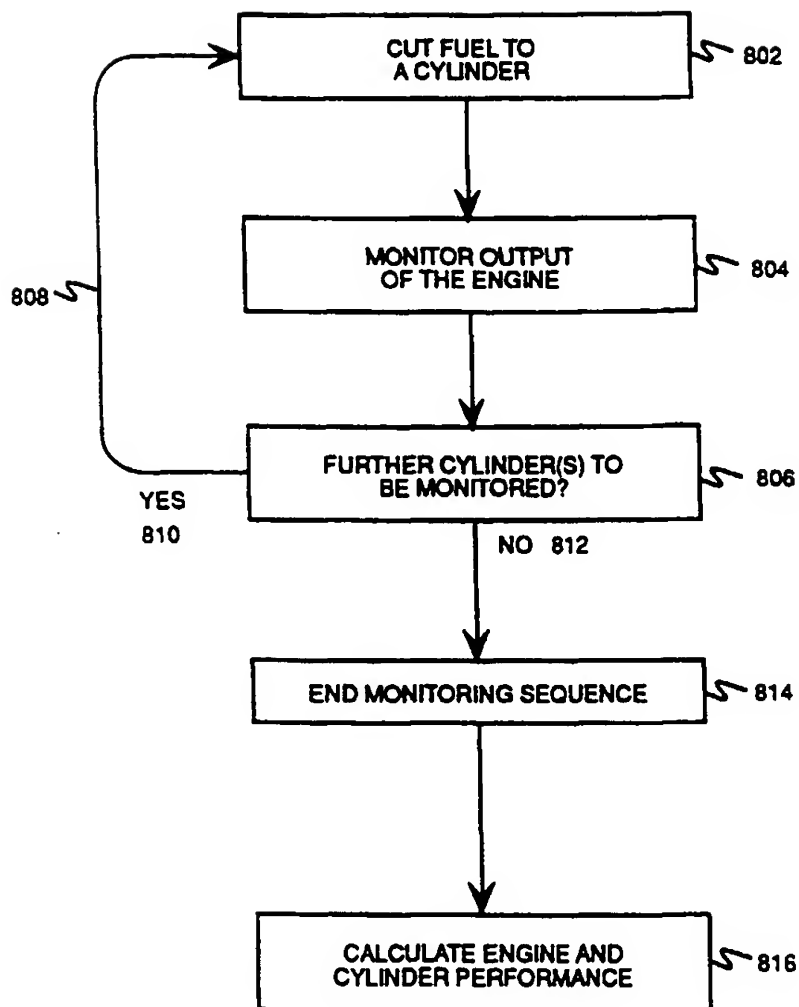 CUT FUEL TO
A CYLINDER
802
MONITOR OUTPUT
OF THE ENGINE
804
808
FURTHER CYLINDER(S) TO
BE MONITORED?
806
YES
810
NO 812
END MONITORING SEQUENCE
814
CALCULATE ENGINE AND
CYLINDER PERFORMANCE
816